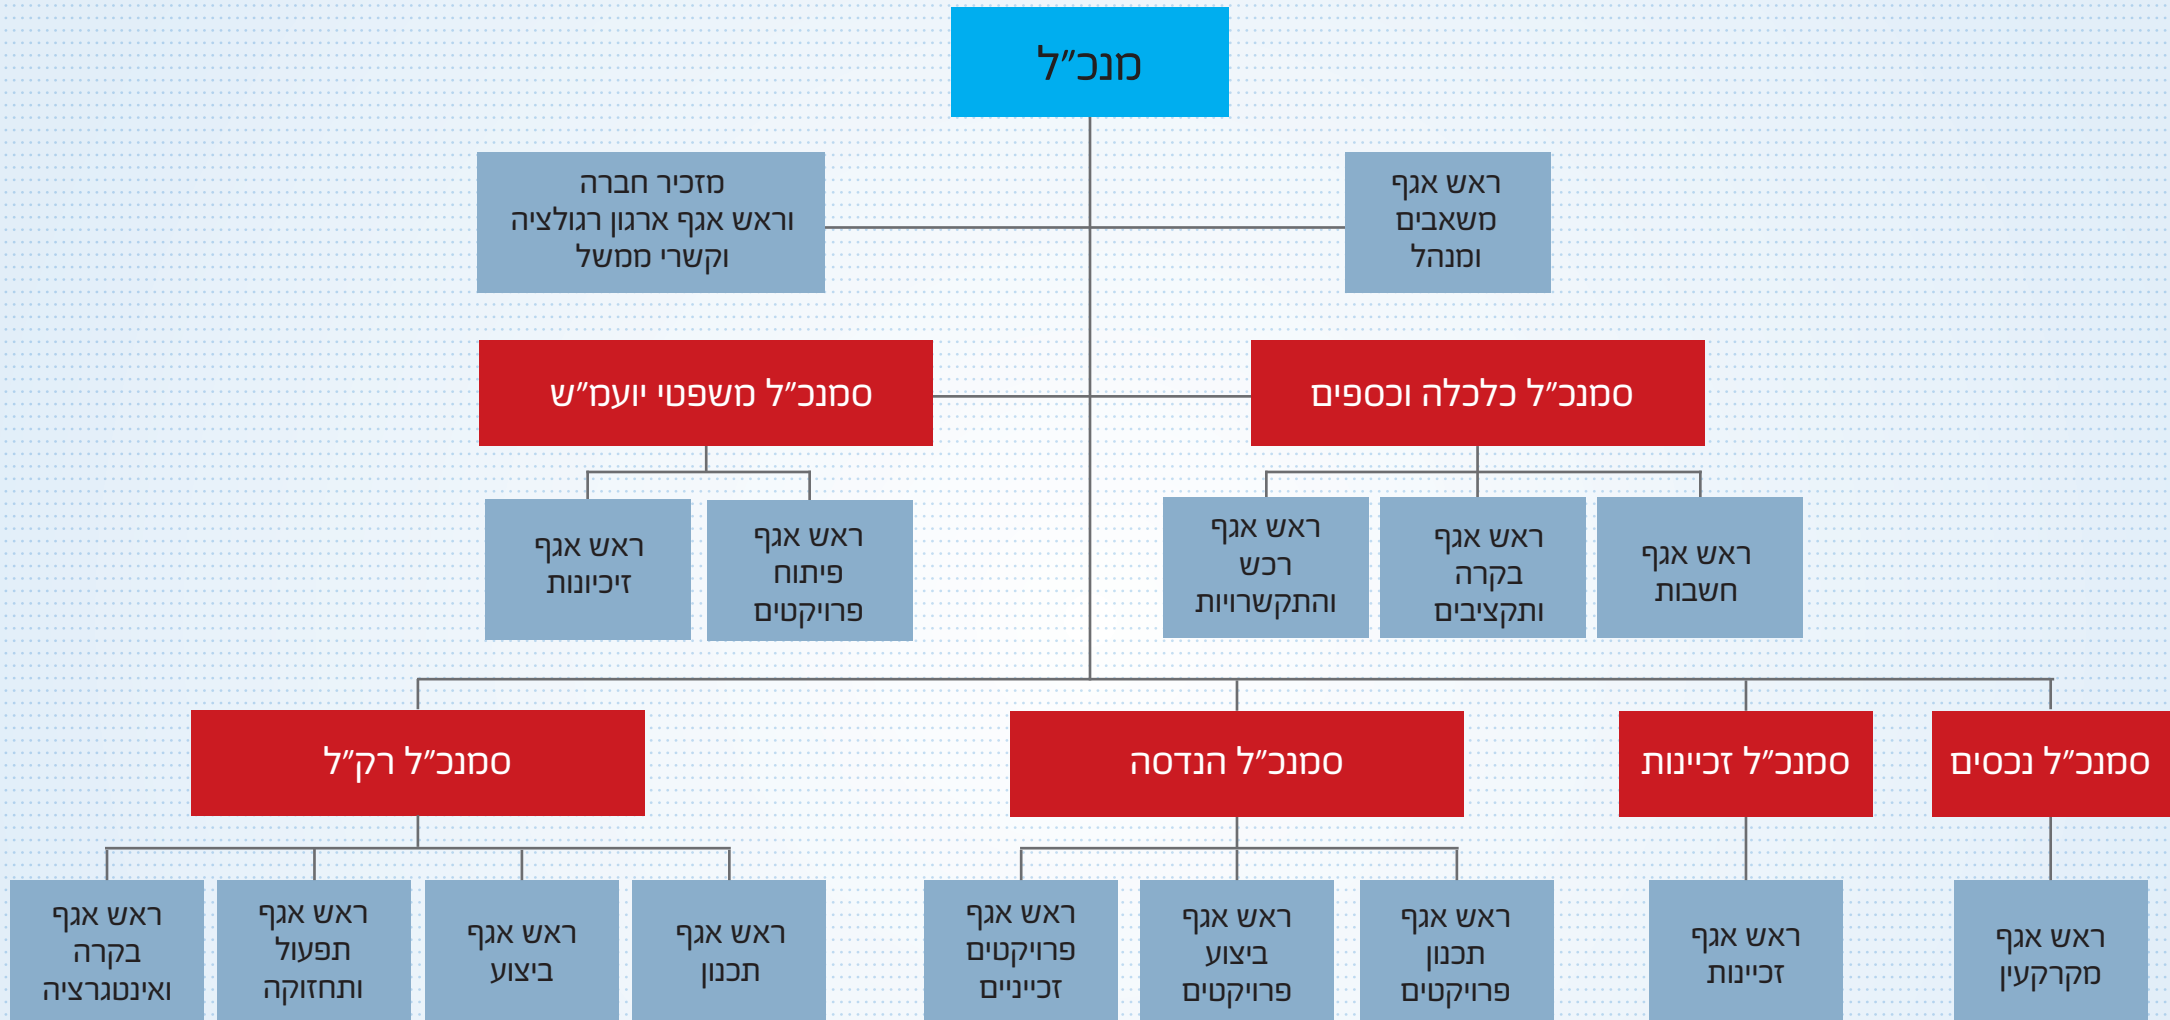 מנכ״ל
ראש אגף
משאבים
ומנהל
מזכיר חברה
וראש אגף ארגון רגולציה
וקשרי ממשל
סמנכ״ל כלכלה וכספים
סמנכ״ל משפטי יועמ״ש
ראש אגף
חשבות
ראש אגף
בקרה
ותקציבים
ראש אגף
רכש
והתקשרויות
ראש אגף
פיתוח
פרויקטים
ראש אגף
זיכיונות
סמנכ״ל נכסים
סמנכ״ל זכיינות
סמנכ״ל הנדסה
סמנכ״ל רק״ל
ראש אגף
מקרקעין
ראש אגף
זכיינות
ראש אגף
תכנון
פרויקטים
ראש אגף
ביצוע
פרויקטים
ראש אגף
פרויקטים
זכייניים
ראש אגף
תכנון
ראש אגף
ביצוע
ראש אגף
תפעול
ותחזוקה
ראש אגף
בקרה
ואינטגרציה